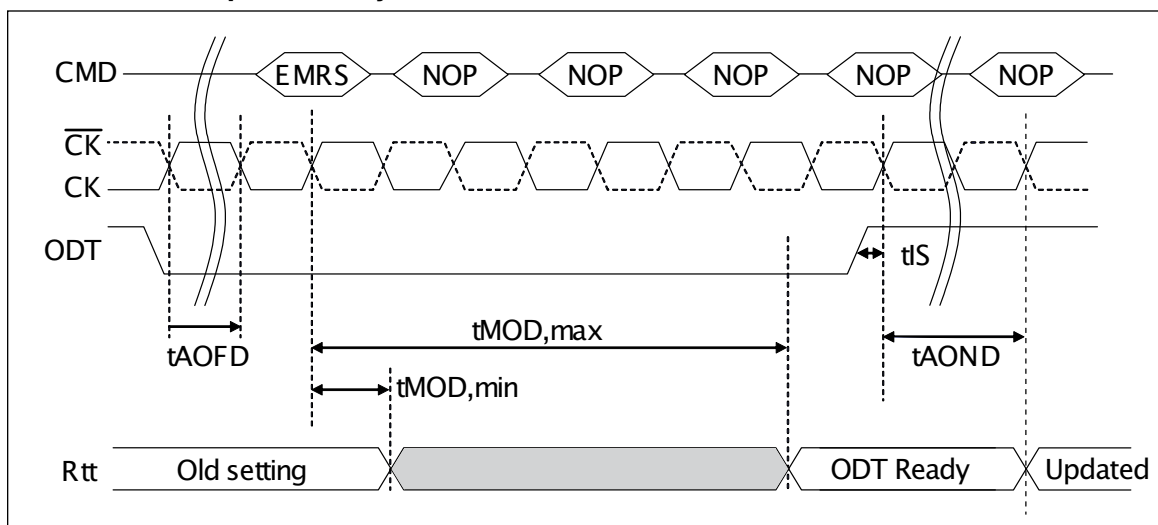 CMD EMRS NOP NOP NOP NOP NOP
CK
CK
ODT
tIS
tMOD,max
tAOFD
tAOND
tMOD,min
Rtt Old setting ODT Ready Updated